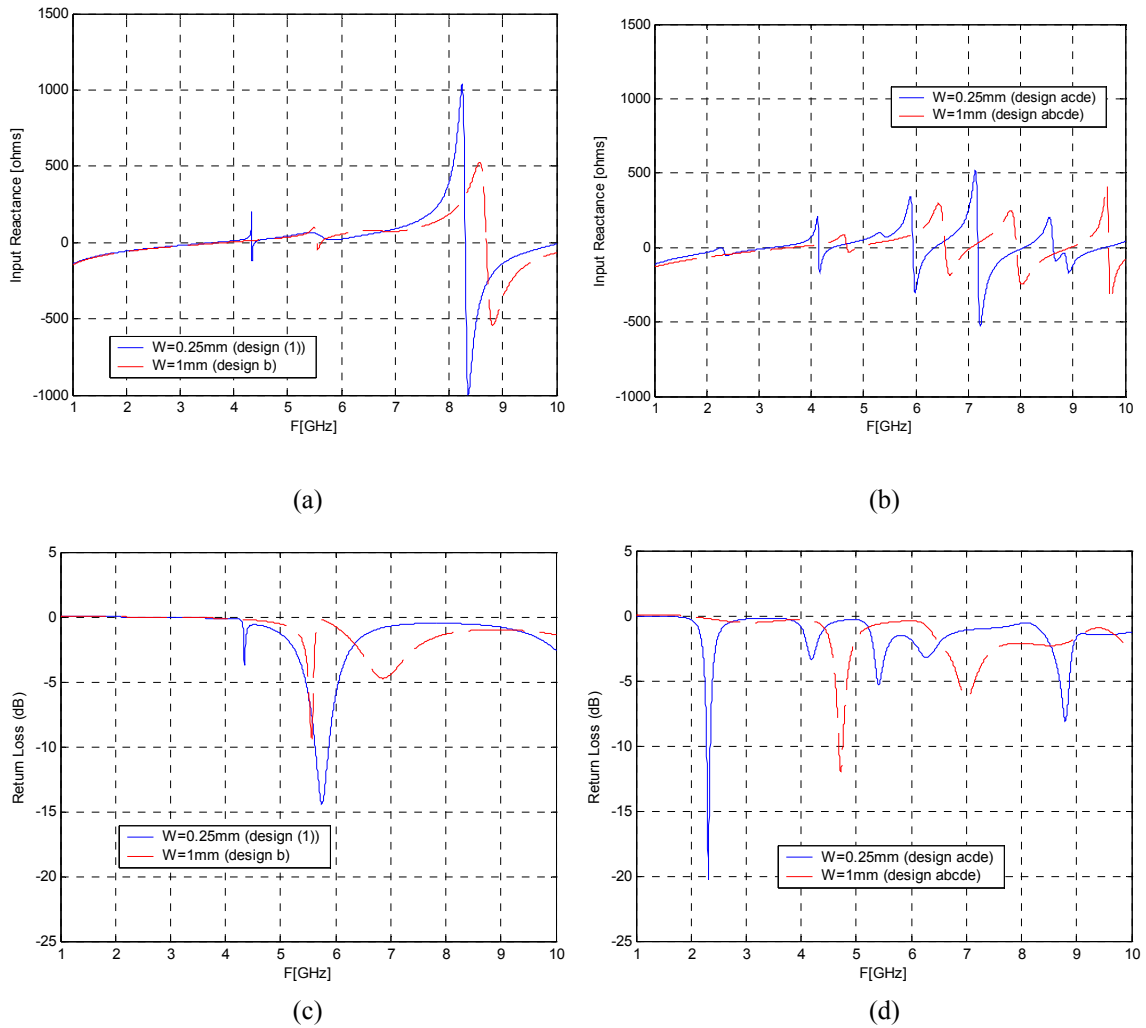 1500
1000
500
0
-500
-1000
Input Reactance [ohms]
W=0.25mm (design (1))
W=1mm (design b)
1 2 3 4 5 6 7 8 9 10
F[GHz]
(a)
1500
1000
500
0
-500
-1000
Input Reactance [ohms]
W=0.25mm (design acde)
W=1mm (design abcde)
1 2 3 4 5 6 7 8 9 10
F[GHz]
(b)
5
0
-5
-10
-15
-20
-25
Return Loss (dB)
W=0.25mm (design (1))
W=1mm (design b)
1 2 3 4 5 6 7 8 9 10
F[GHz]
(c)
5
0
-5
-10
-15
-20
-25
Return Loss (dB)
W=0.25mm (design acde)
W=1mm (design abcde)
1 2 3 4 5 6 7 8 9 10
F[GHz]
(d)